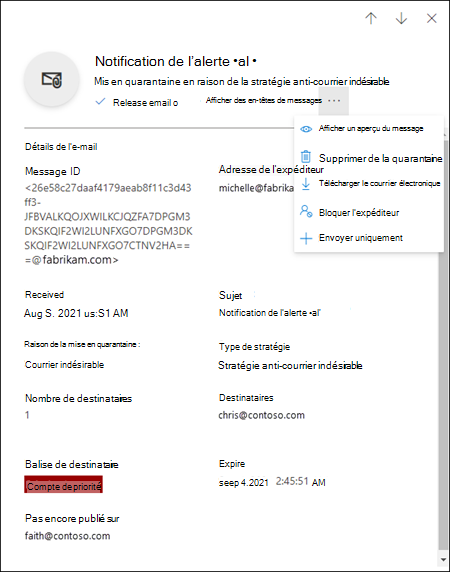 Notification de l'alerte •al •
Mis en quarantaine en raison de la stratégie anti-courrier indésirable
Release email o
Afficher des en-têtes de messages
Afficher un aperçu du message
Supprimer de la quarantaine
Télécharger le courrier électronique
Bloquer l'expéditeur
Envoyer uniquement
Détails de l'e-mail
Message ID
<26e58c27daaf4179aeab8f11c3d43
ff3-
JFBVALKQOJXWILKCJQZFA7DPGM3
DKSKQIF2WI2LUNFXGO7DPGM3DK
SKQIF2WI2LUNFXGO7CTNV2HA==
=@fabrikam.com>
Adresse de l'expéditeur
michelle@fabrika
Received
Aug S. 2021 us:S1 AM
Sujet
Notification de l'alerte •al'
Raison de la mise en quarantaine :
Courrier indésirable
Type de stratégie
Stratégie anti-courrier indésirable
Nombre de destinataires
1
Destinataires
chris@contoso.com
Balise de destinataire
Compte de priorité
Expire
seep 4.2021 2:45:51 AM
Pas encore publié sur
faith@contoso.com